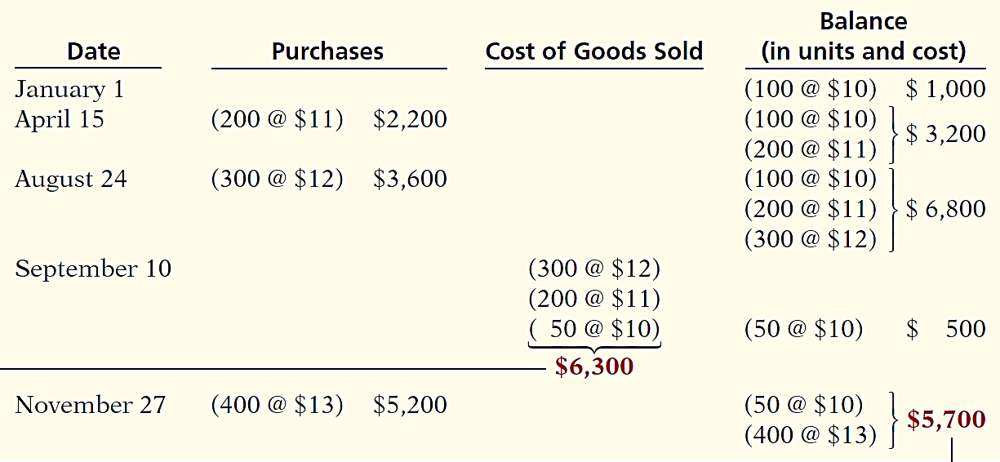 Balance
Date Purchases Cost of Goods Sold (in units and cost)
January 1 (100 @ $10) $ 1,000
April 15 (200 @ $11) $2,200 (100 @ $10)
$ 3,200
(200 @ $11)
August 24 (300 @ $12) $3,600 (100 @ $10)
(200 @ $11) $ 6,800
(300 @ $12)
September 10 (300 @ $12)
(200 @ $11)
( 50 @ $10) (50 @ $10) $ 500
$6,300
November 27 (400 @ $13) $5,200 (50 @ $10)
$5,700
(400 @ $13)